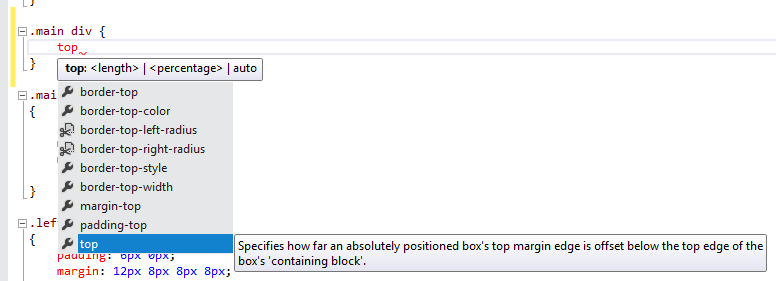 }
.main div {
top
}
top: <length> | <percentage> | auto
.mai
{
border-top
border-top-color
border-top-left-radius
border-top-right-radius
border-top-style
border-top-width
margin-top
padding-top
top
}
.left
{
padding: 6px 0px;
margin: 12px 8px 8px 8px;
Specifies how far an absolutely positioned box's top margin edge is offset below the top edge of the
box's 'containing block'.